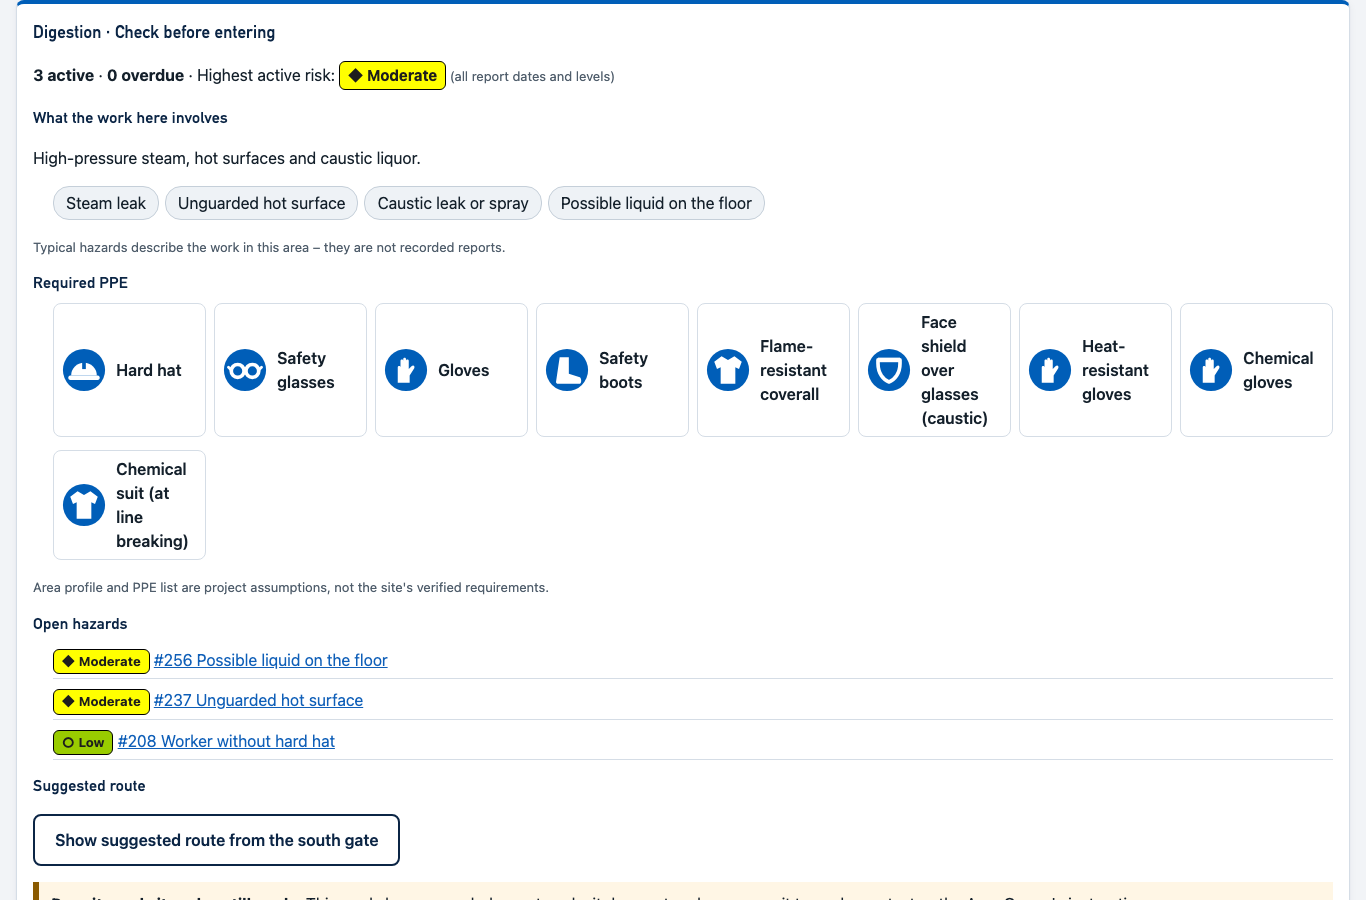 Digestion · Check before entering
3 active · 0 overdue · Highest active risk: ◆ Moderate (all report dates and levels)
What the work here involves
High-pressure steam, hot surfaces and caustic liquor.
Steam leak
Unguarded hot surface
Caustic leak or spray
Possible liquid on the floor
Typical hazards describe the work in this area – they are not recorded reports.
Required PPE
Hard hat
Safety
glasses
Gloves
Safety
boots
Flame-
resistant
coverall
Face
shield
over
glasses
(caustic)
Heat-
resistant
gloves
Chemical
gloves
Chemical
suit (at
line
breaking)
Area profile and PPE list are project assumptions, not the site's verified requirements.
Open hazards
◆ Moderate #256 Possible liquid on the floor
◆ Moderate #237 Unguarded hot surface
Low #208 Worker without hard hat
Suggested route
Show suggested route from the south gate